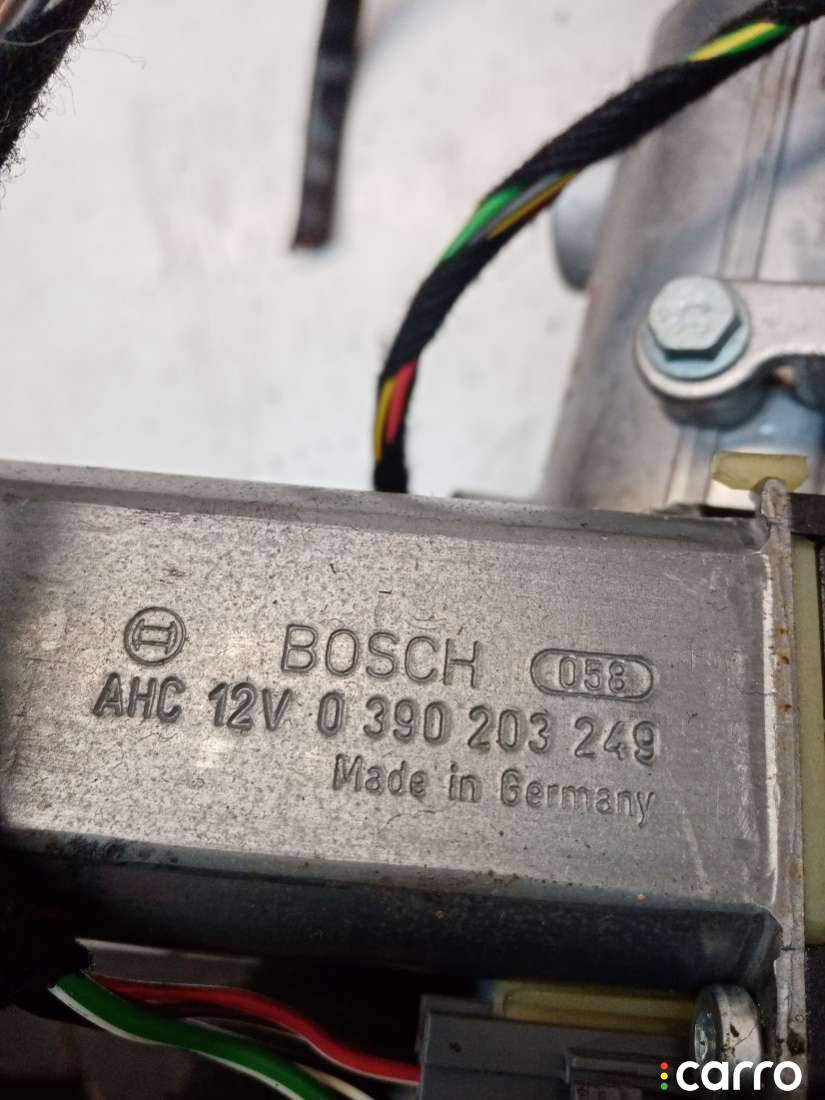 BOSCH 058
AHC 12V 0 390 203 249
Made in Germany
carro